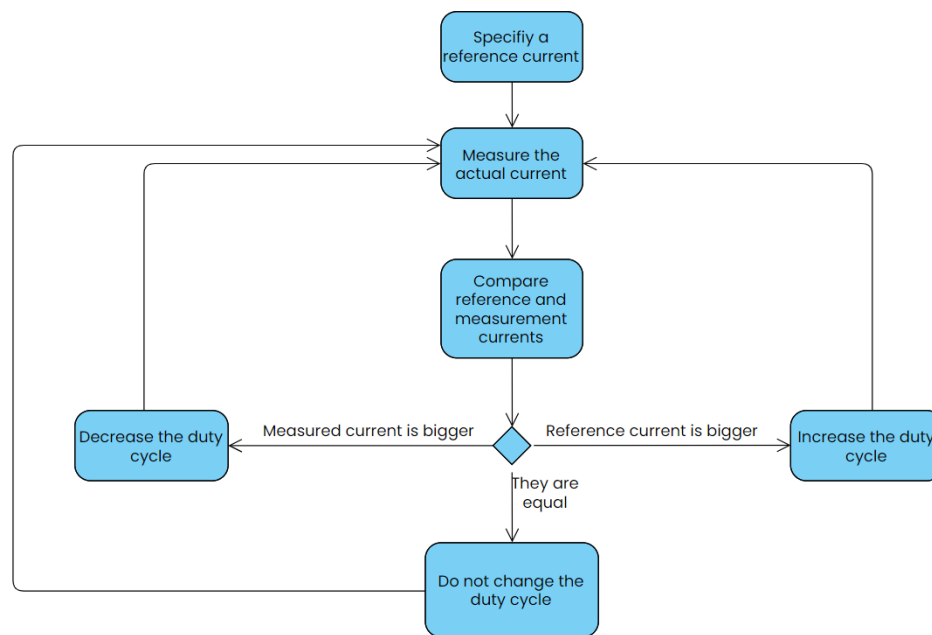 Specifiy a
reference current
Measure the
actual current
Compare
reference and
measurement
currents
Measured current is bigger
Reference current is bigger
Decrease the duty
cycle
Increase the duty
cycle
They are
equal
Do not change the
duty cycle